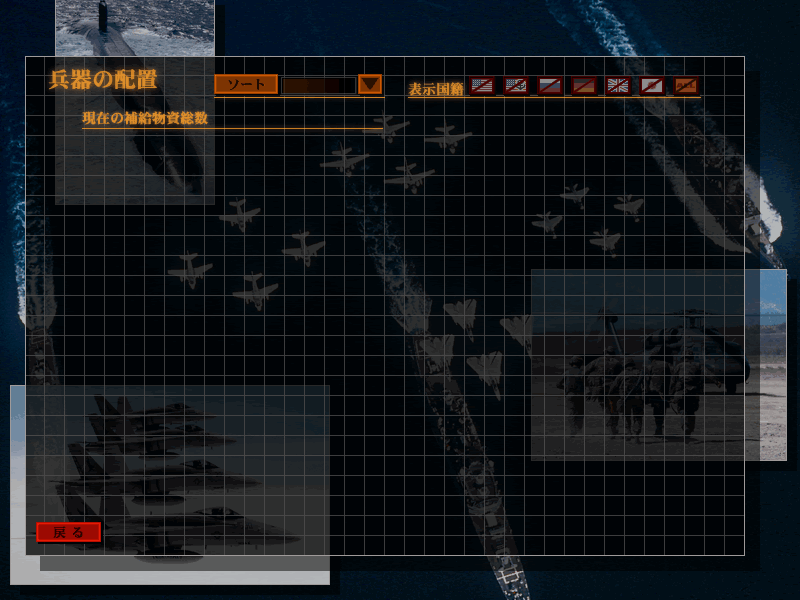 兵器の配置
ソート
表示国籍
現在の補給物資総数
戻る